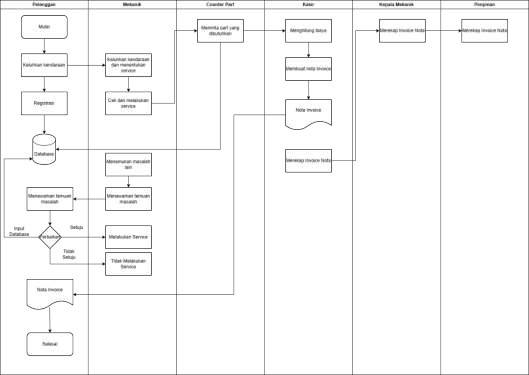 Pelanggan
Mekanik
Counter Part
Kasir
Kepala Mekanik
Pimpinan
Mulai
Keluhkan kendaraan
Keluhkan kendaraan
dan menentukan
service
Meminta part yang
dibutuhkan
Menghitung biaya
Merekap Invoice Nota
Merekap Invoice Nota
Membuat nota invoice
Registrasi
Cek dan melakukan
service
Nota Invoice
Database
Menemukan masalah
lain
Merekap Invoice Nota
Menawarkan temuan
masalah
Menawarkan temuan
masalah
Input
Database
Perbaikan
Setuju
Melakukan Service
Tidak
Setuju
Tidak Melakukan
Service
Nota Invoice
Selesai